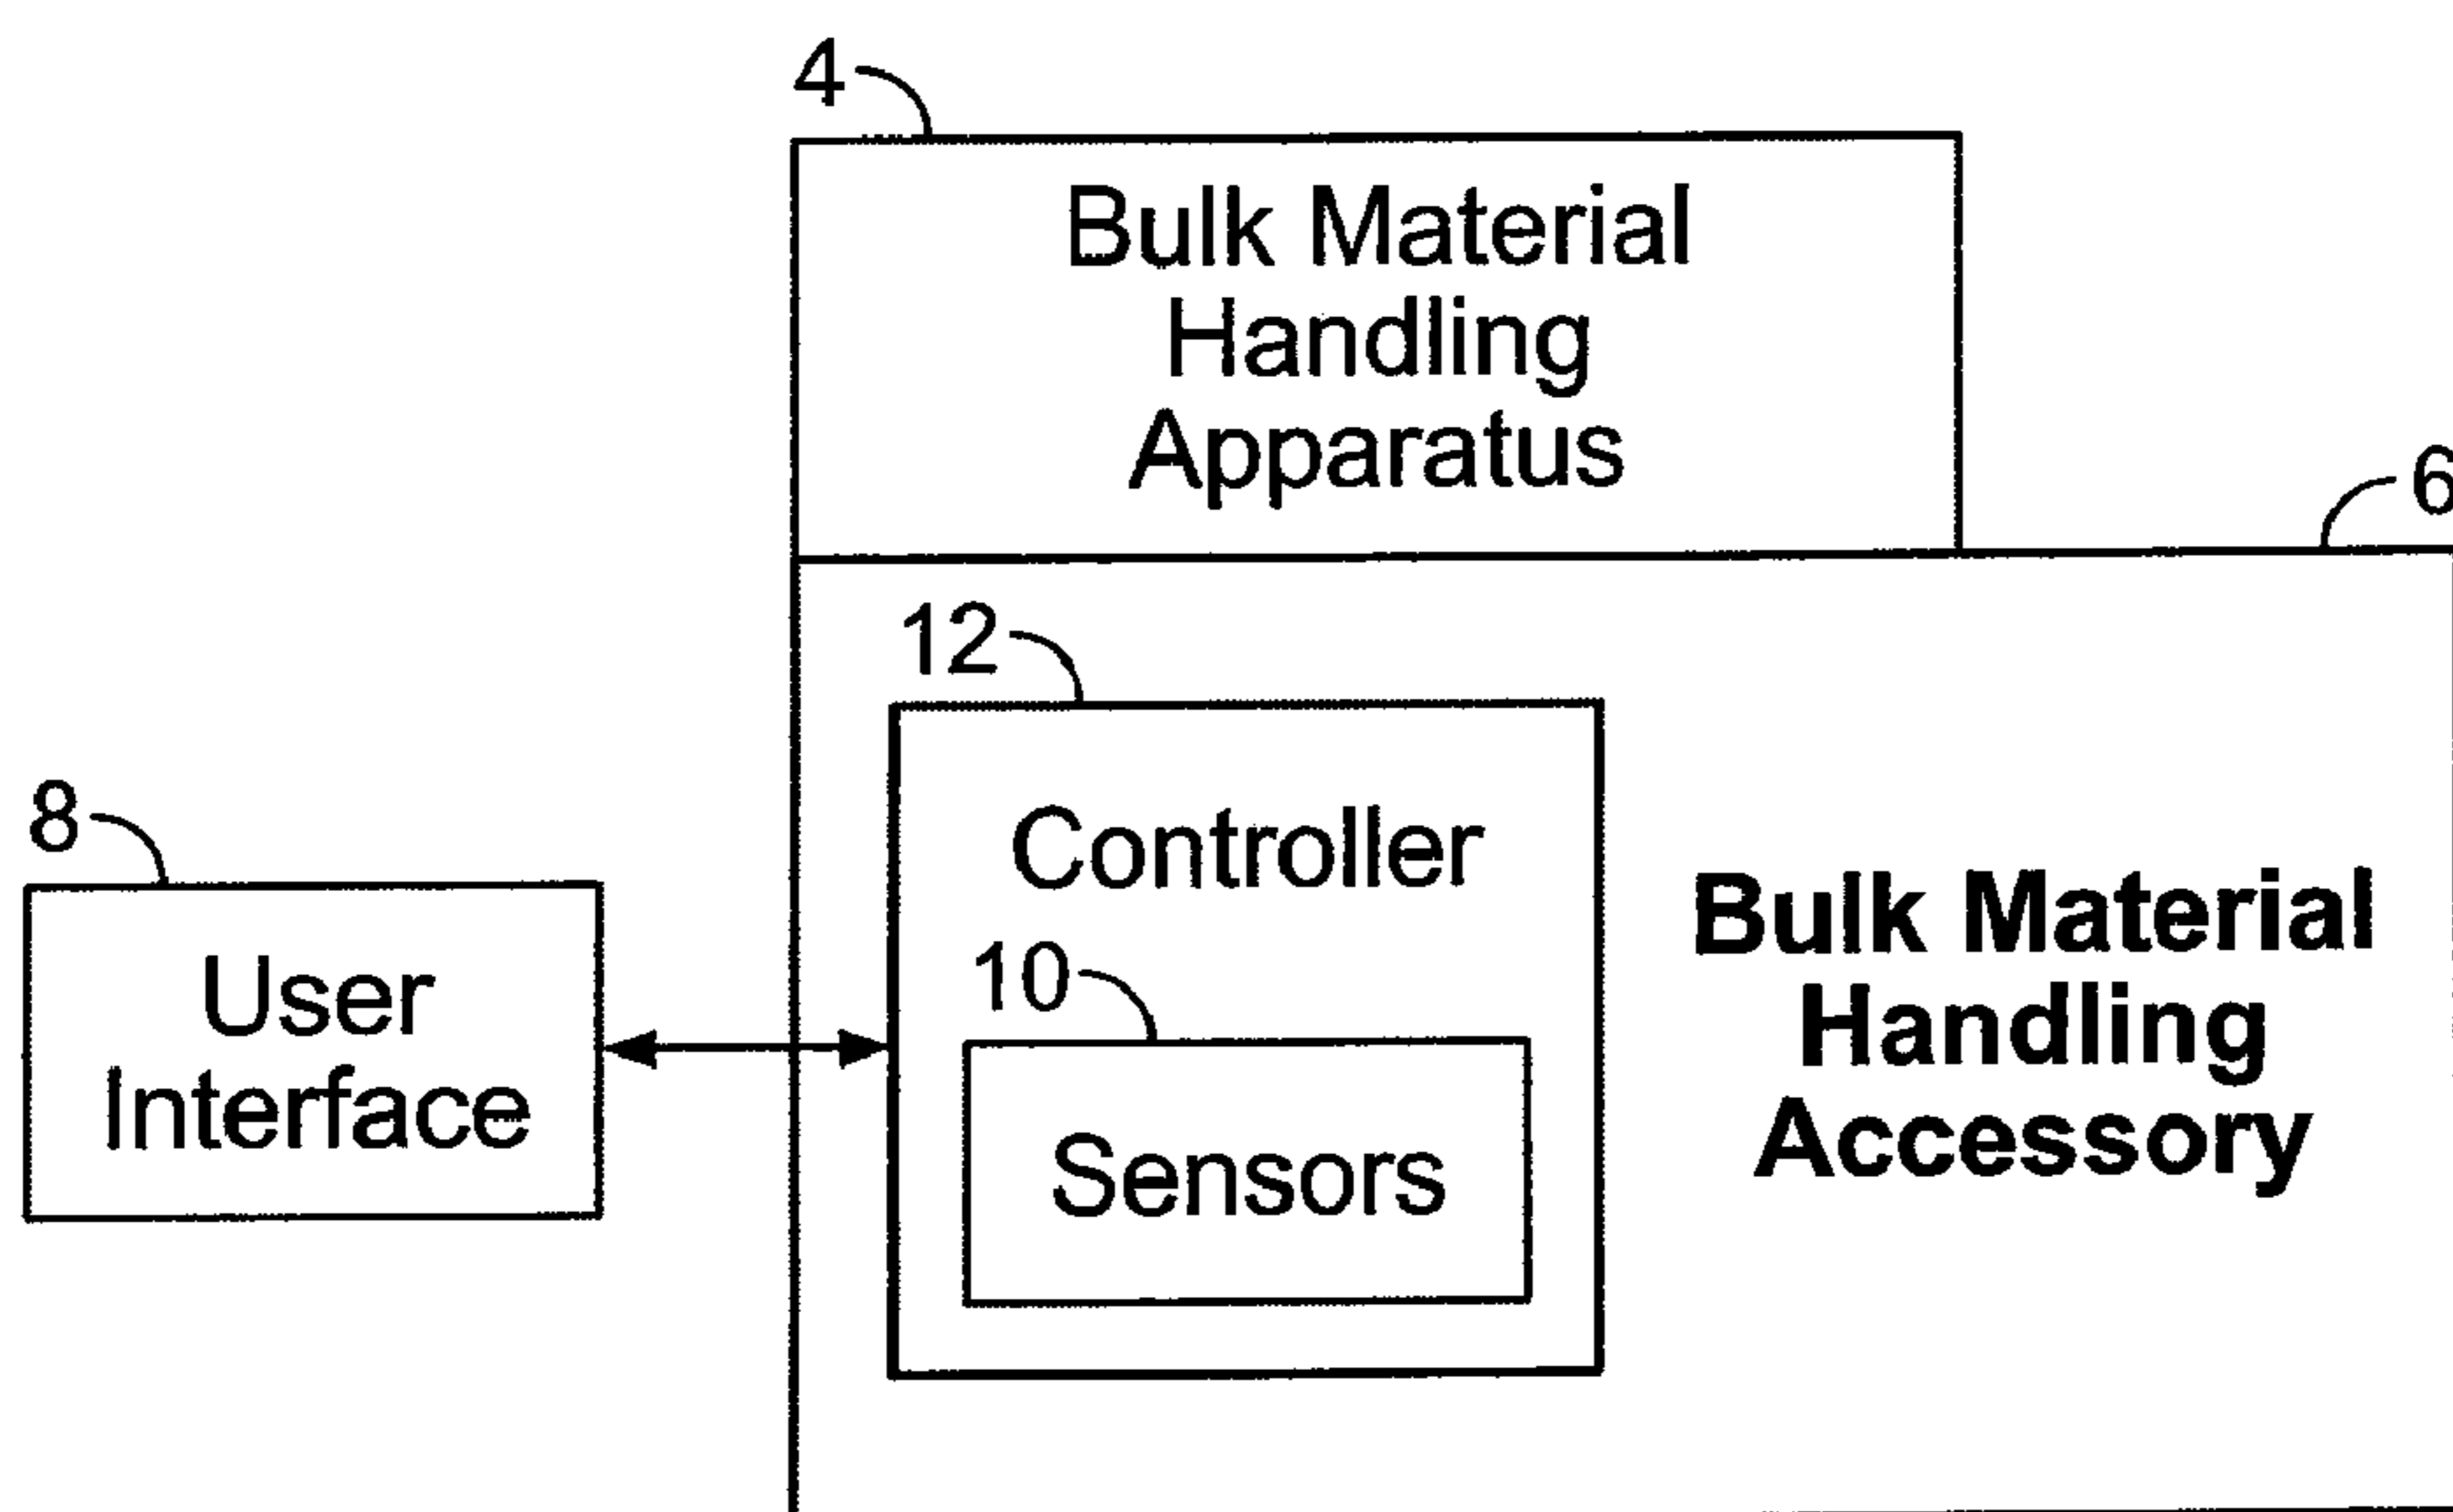 4
Bulk Material
Handling
Apparatus
6
12
Controller
8
User
Interface
10
Sensors
Bulk Material
Handling
Accessory